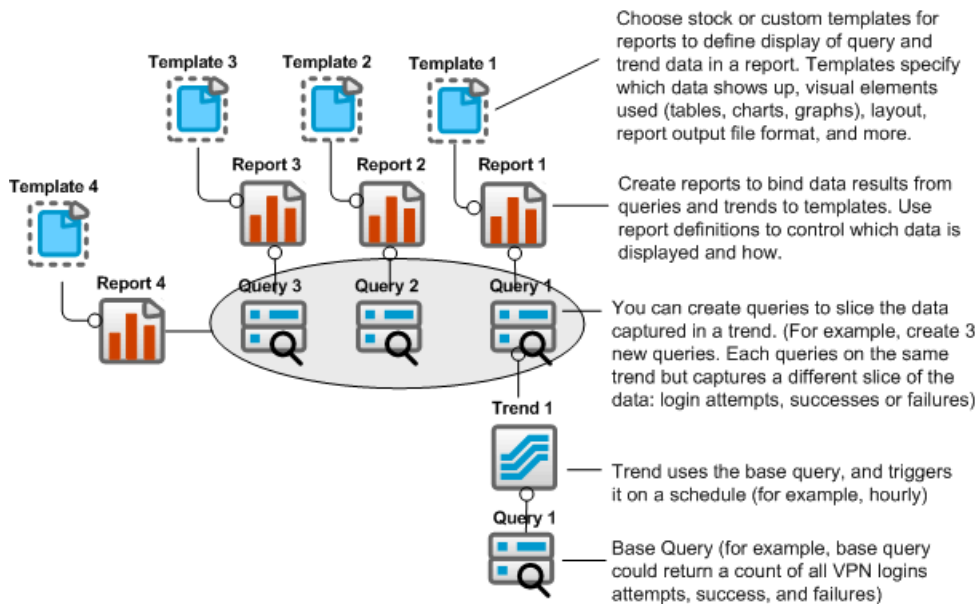 Choose stock or custom templates for
reports to define display of query and
trend data in a report. Templates specify
which data shows up, visual elements
used (tables, charts, graphs), layout,
report output file format, and more.
Template 3
Template 2
Template 1
Report 3
Report 2
Report 1
Create reports to bind data results from
queries and trends to templates. Use
report definitions to control which data is
displayed and how.
Template 4
Report 4
Query 3
Query 2
Query 1
You can create queries to slice the data
captured in a trend. (For example, create 3
new queries. Each queries on the same
trend but captures a different slice of the
data: login attempts, successes or failures)
Trend 1
Trend uses the base query, and triggers
it on a schedule (for example, hourly)
Query 1
Base Query (for example, base query
could return a count of all VPN logins
attempts, success, and failures)